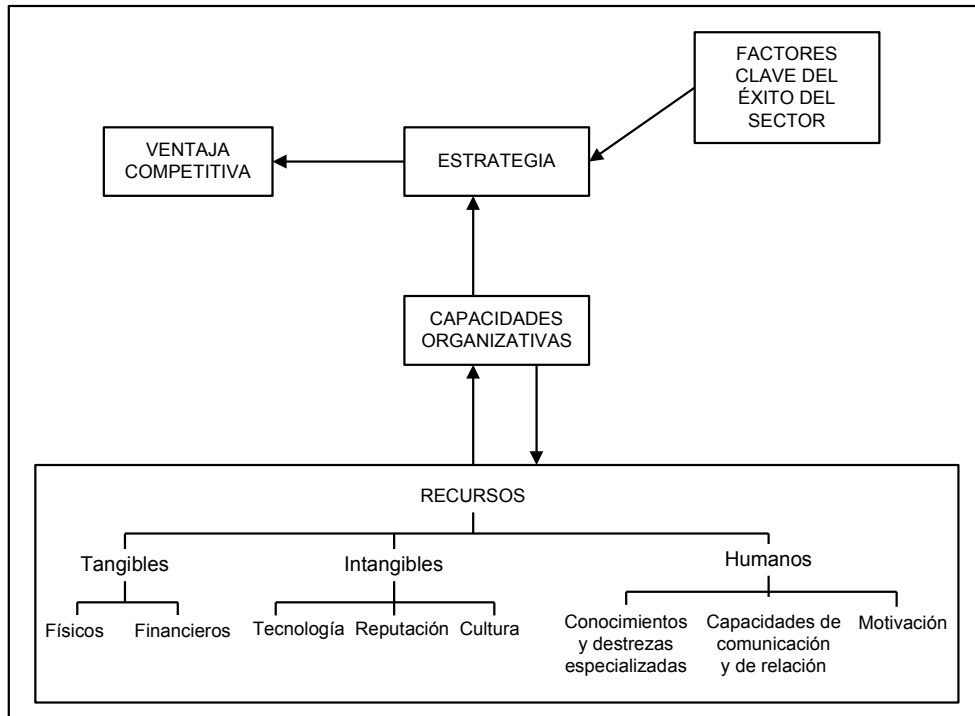 FACTORES
CLAVE DEL
ÉXITO DEL
SECTOR
VENTAJA
COMPETITIVA
ESTRATEGIA
CAPACIDADES
ORGANIZATIVAS
RECURSOS
Tangibles
Intangibles
Humanos
Físicos
Financieros
Tecnología
Reputación
Cultura
Conocimientos
y destrezas
especializadas
Capacidades de
comunicación
y de relación
Motivación